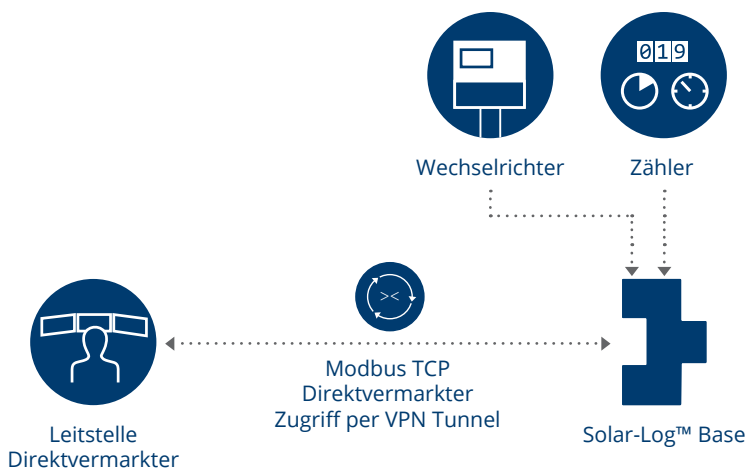 019
Wechselrichter
Zähler
><
Modbus TCP
Direktvermarkter
Zugriff per VPN Tunnel
Leitstelle
Direktvermarkter
Solar-Log™ Base